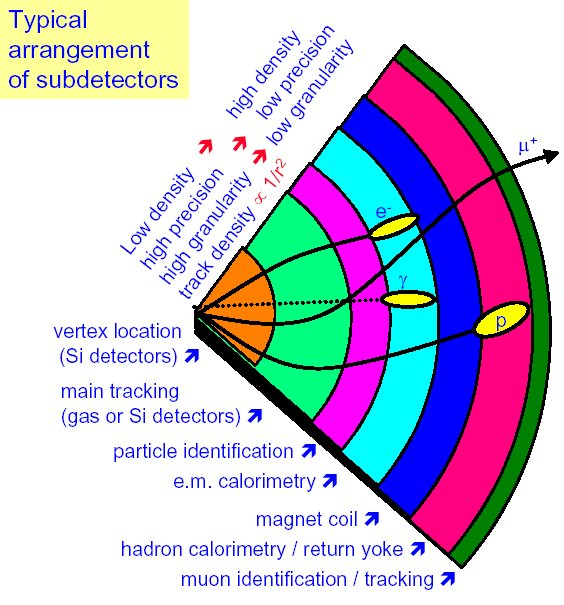 Typical
arrangement
of subdetectors
Low density ➚ high density
high precision ➚ low precision
high granularity ➚ low granularity
track density ∝ 1/r²
μ⁺
e⁻
γ
p
vertex location
(Si detectors)
main tracking
(gas or Si detectors)
particle identification
e.m. calorimetry
magnet coil
hadron calorimetry / return yoke
muon identification / tracking